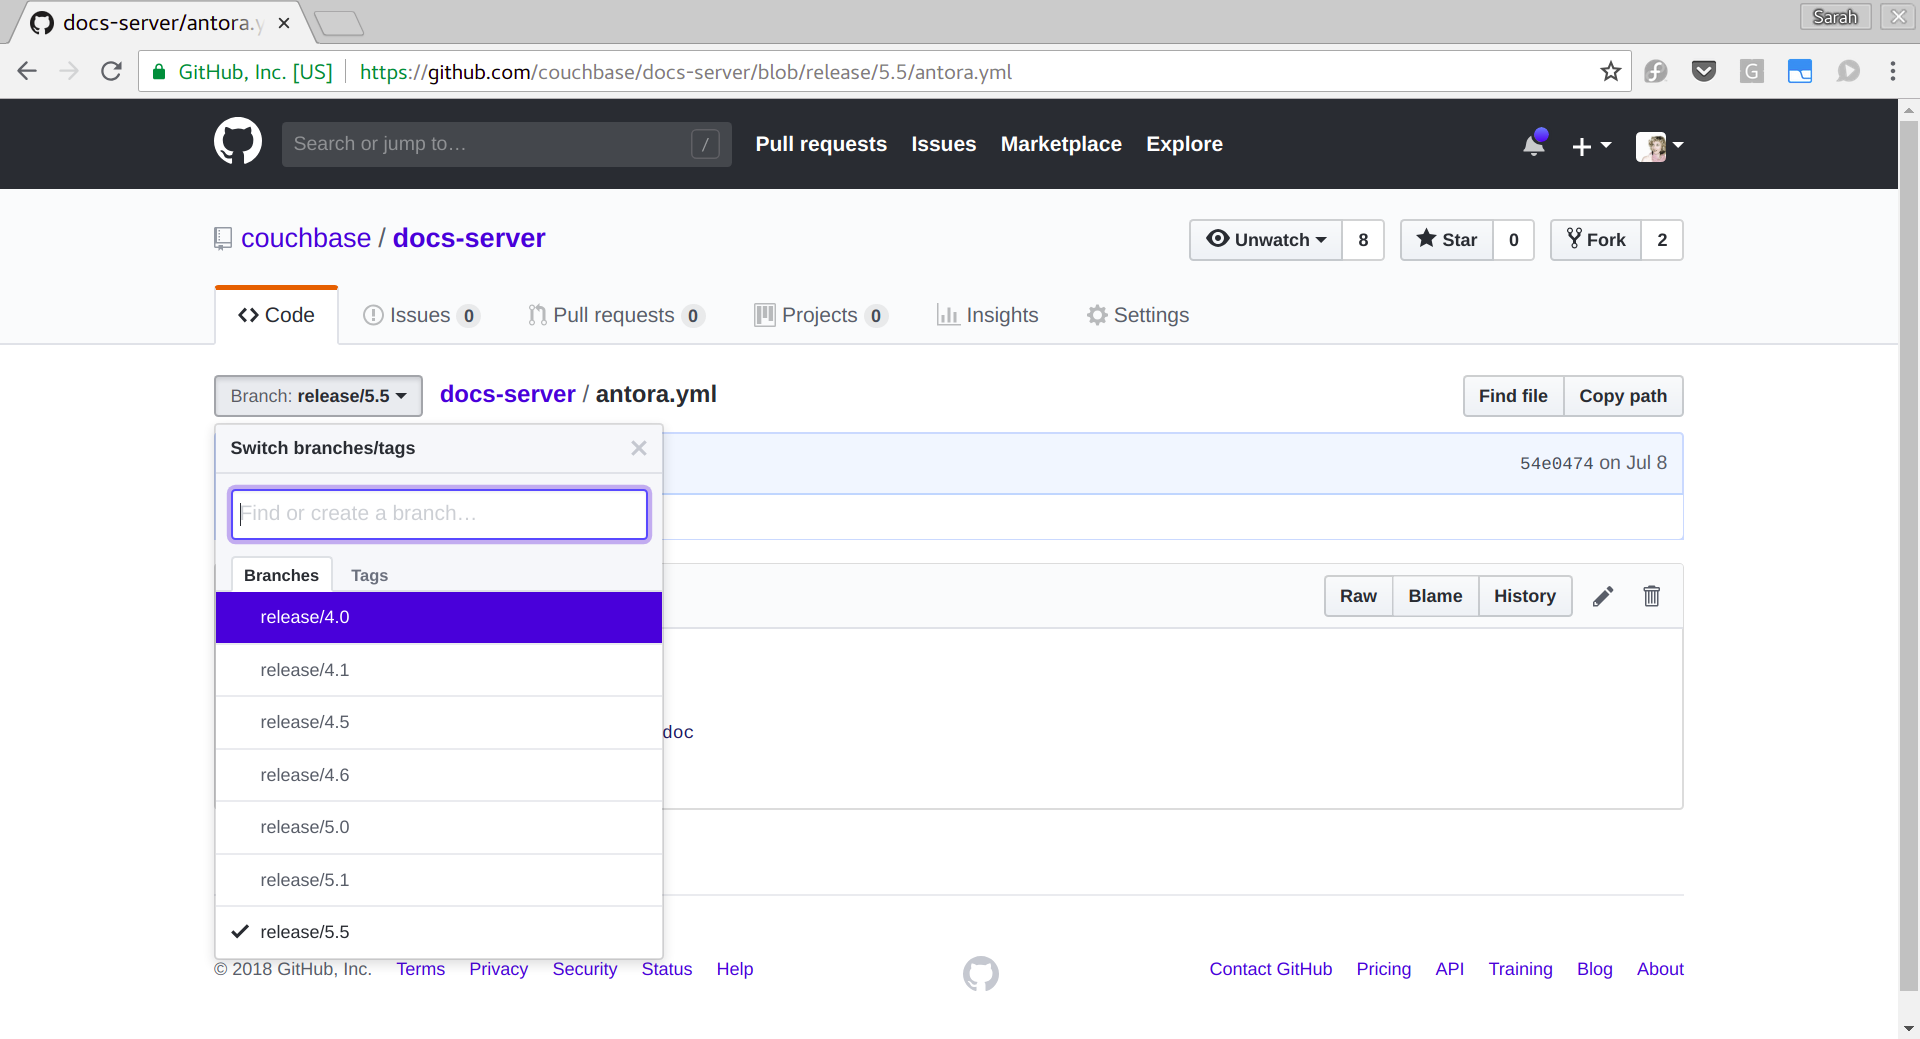 docs-server/antora.y
Sarah
GitHub, Inc. [US] https://github.com/couchbase/docs-server/blob/release/5.5/antora.yml
G
Search or jump to… / Pull requests Issues Marketplace Explore
couchbase / docs-server
Unwatch 8 Star 0 Fork 2
Code Issues 0 Pull requests 0 Projects 0 Insights Settings
Branch: release/5.5 docs-server / antora.yml Find file Copy path
Switch branches/tags
54e0474 on Jul 8
Find or create a branch…
Branches Tags
Raw Blame History
release/4.0
release/4.1
release/4.5
doc
release/4.6
release/5.0
release/5.1
release/5.5
© 2018 GitHub, Inc. Terms Privacy Security Status Help Contact GitHub Pricing API Training Blog About